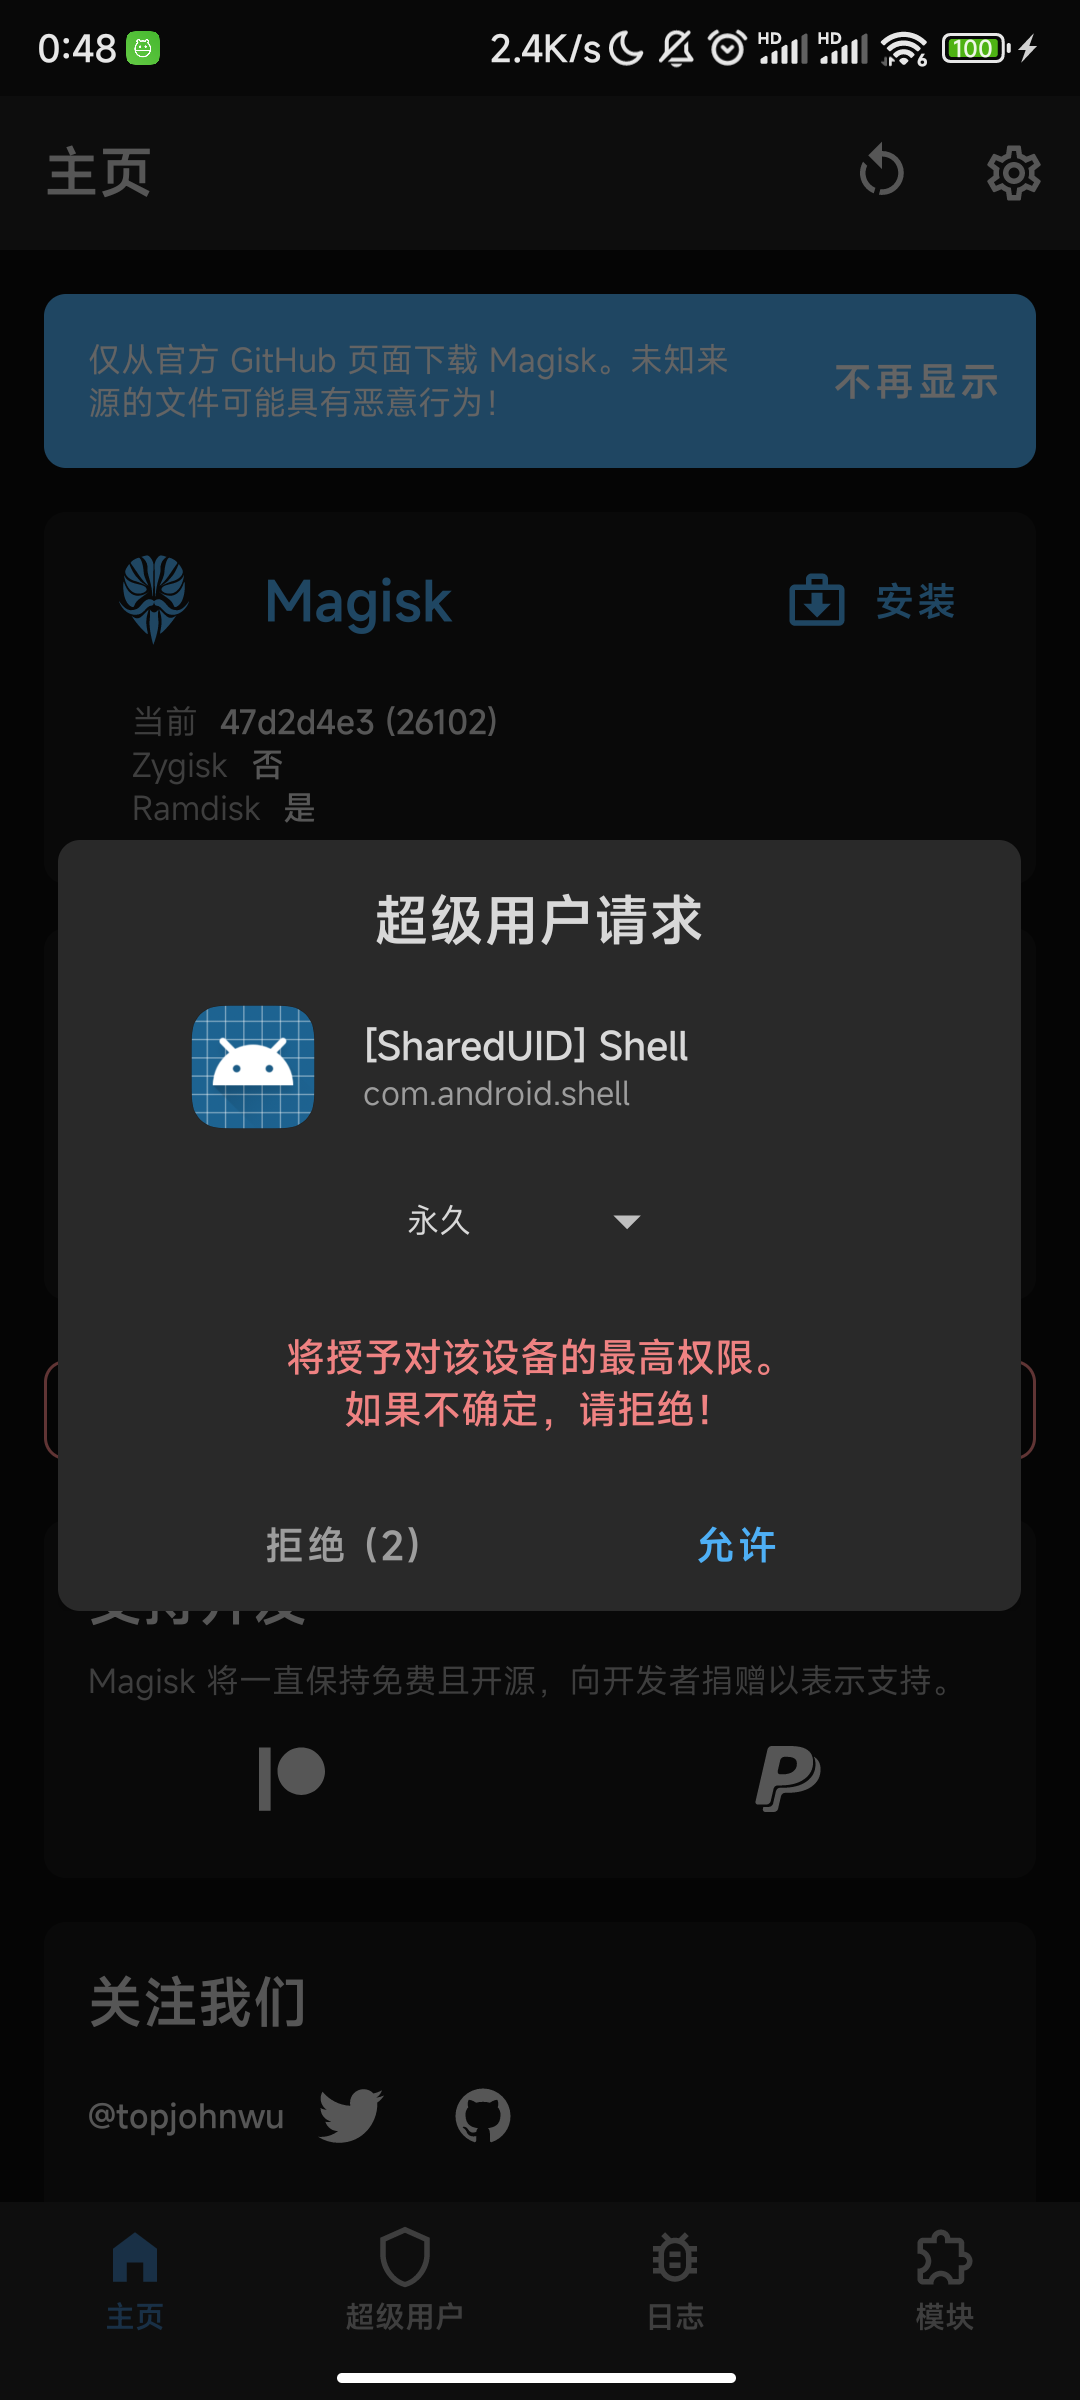 0:48
2.4K/s
HD
HD
6
100
主页
仅从官方 GitHub 页面下载 Magisk。未知来
源的文件可能具有恶意行为！
不再显示
Magisk
安装
当前 47d2d4e3 (26102)
Zygisk 否
Ramdisk 是
超级用户请求
[SharedUID] Shell
com.android.shell
永久
将授予对该设备的最高权限。
如果不确定，请拒绝！
拒绝 (2)
允许
支持开发
Magisk 将一直保持免费且开源，向开发者捐赠以表示支持。
关注我们
@topjohnwu
主页
超级用户
日志
模块